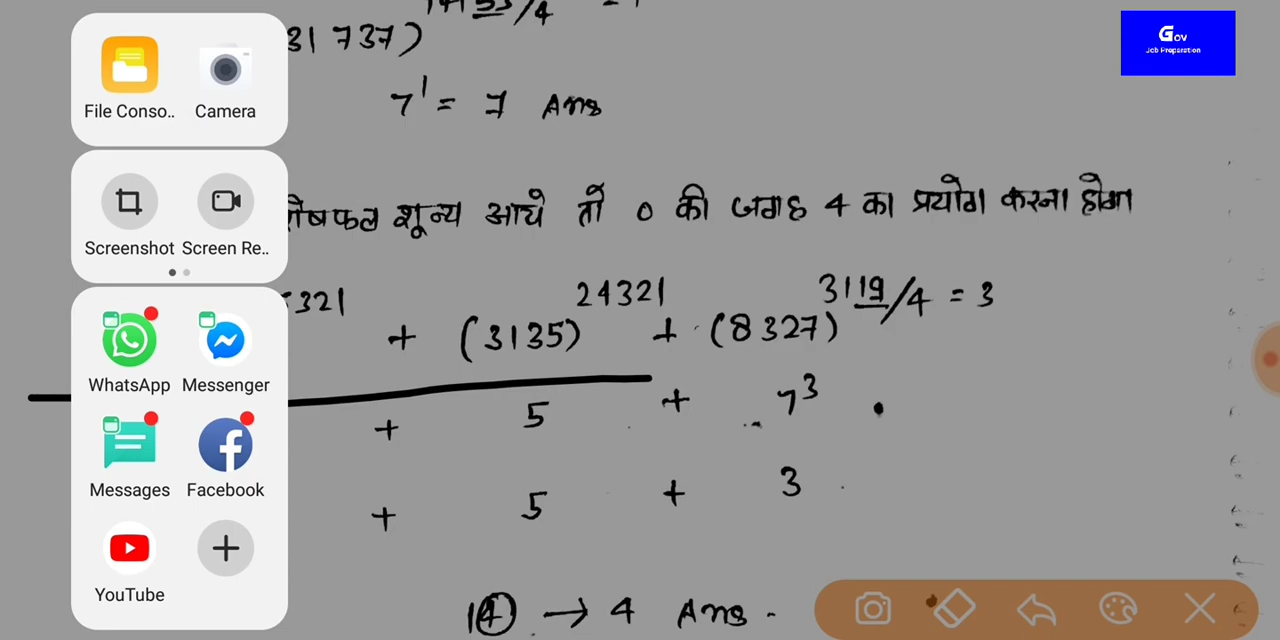 31737)
7¹ = 7 Ans
शेषफल शून्य आये तो 0 की जगह 4 का प्रयोग करना होगा
321 + (3135)^24321 + (8327)^3119/4 = 3
+ 5 + 7³
+ 5 + 3
14 → 4 Ans.
Gov
Job Preparation
File Conso..
Camera
Screenshot
Screen Re..
WhatsApp
Messenger
Messages
Facebook
YouTube